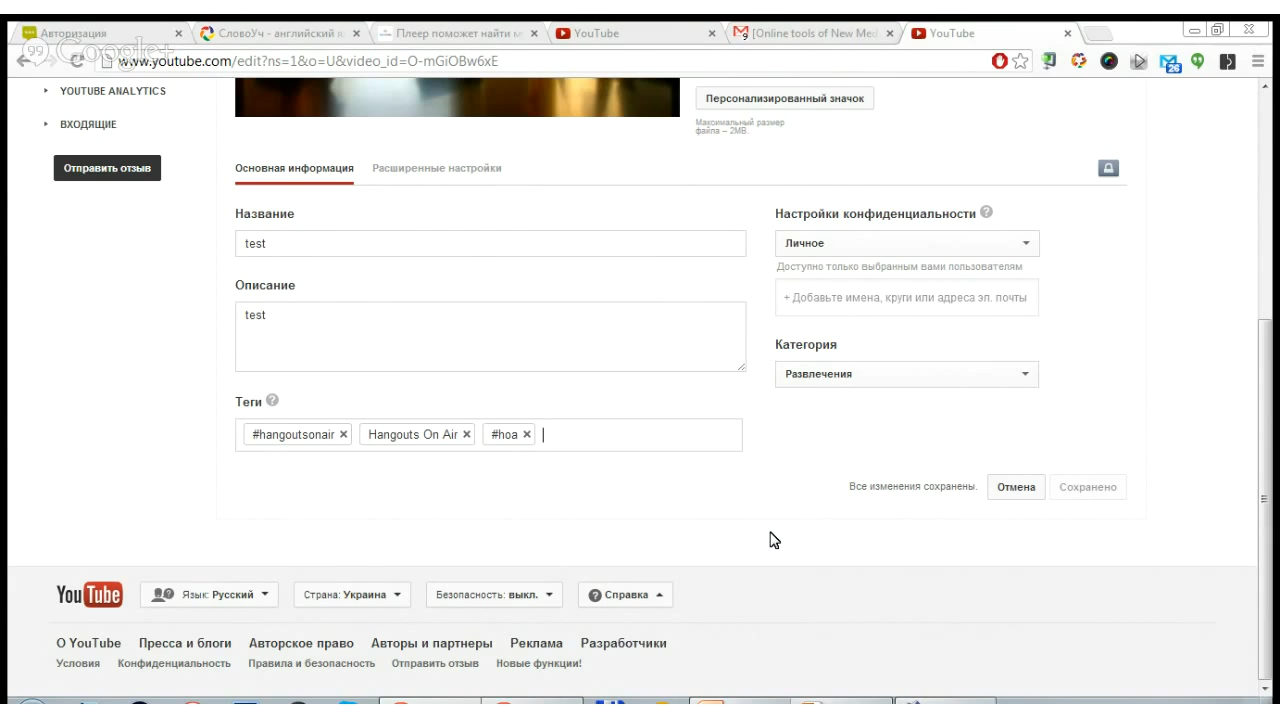 Авторизация
СловоУч - английский я
Плеер поможет найти м
YouTube
[Online tools of New Med
YouTube
99 Google+
www.youtube.com/edit?ns=1&o=U&video_id=O-mGiOBw6xE
26
YOUTUBE ANALYTICS
ВХОДЯЩИЕ
Отправить отзыв
Персонализированный значок
Максимальный размер
файла – 2MB.
Основная информация
Расширенные настройки
Название
test
Описание
test
Теги
#hangoutsonair
Hangouts On Air
#hoa
Настройки конфиденциальности
Личное
Доступно только выбранным вами пользователям
+ Добавьте имена, круги или адреса эл. почты
Категория
Развлечения
Все изменения сохранены.
Отмена
Сохранено
YouTube
Язык: Русский
Страна: Украина
Безопасность: выкл.
Справка
О YouTube Пресса и блоги Авторское право Авторы и партнеры Реклама Разработчики
Условия Конфиденциальность Правила и безопасность Отправить отзыв Новые функции!